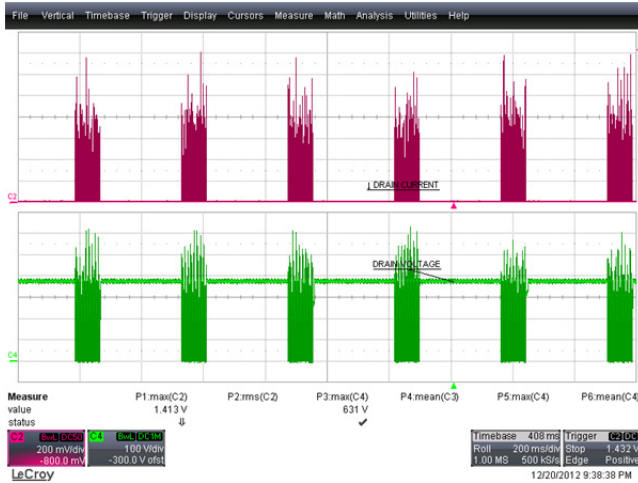 File Vertical Timebase Trigger Display Cursors Measure Math Analysis Utilities Help
DRAIN CURRENT
C2
DRAIN VOLTAGE
C4
Measure P1:max(C2) P2:rms(C2) P3:max(C4) P4:mean(C3) P5:max(C4) P6:mean(C4)
value 1.413 V 631 V
status
C2 BwL DC50 C4 BwL DC1M Timebase 408 ms Trigger C2 DC
200 mV/div 100 V/div Roll 200 ms/div Stop 1.432 V
-800.0 mV -300.0 V ofst 1.00 MS 500 kS/s Edge Positive
LeCroy 12/20/2012 9:38:38 PM